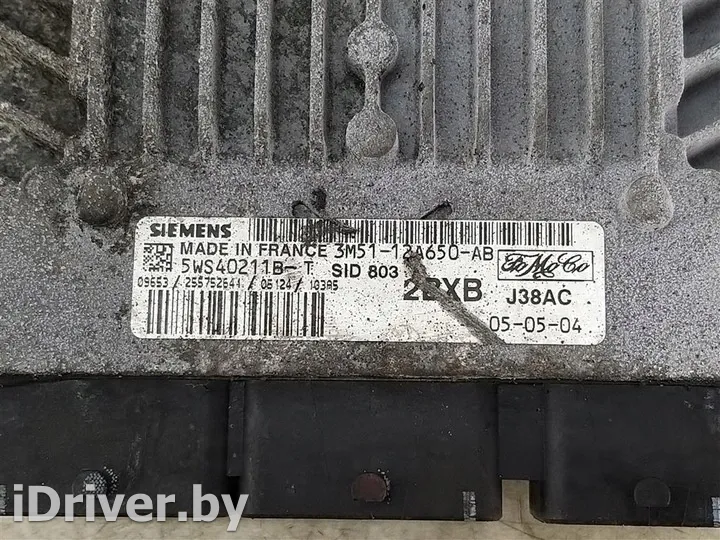 SIEMENS
MADE IN FRANCE 3M51-12A650-AB
5WS40211B-T SID 803
09653 / 255752641 / 05124 / 103A5
2BXB
FoMoCo
J38AC
05-05-04
iDriver.by